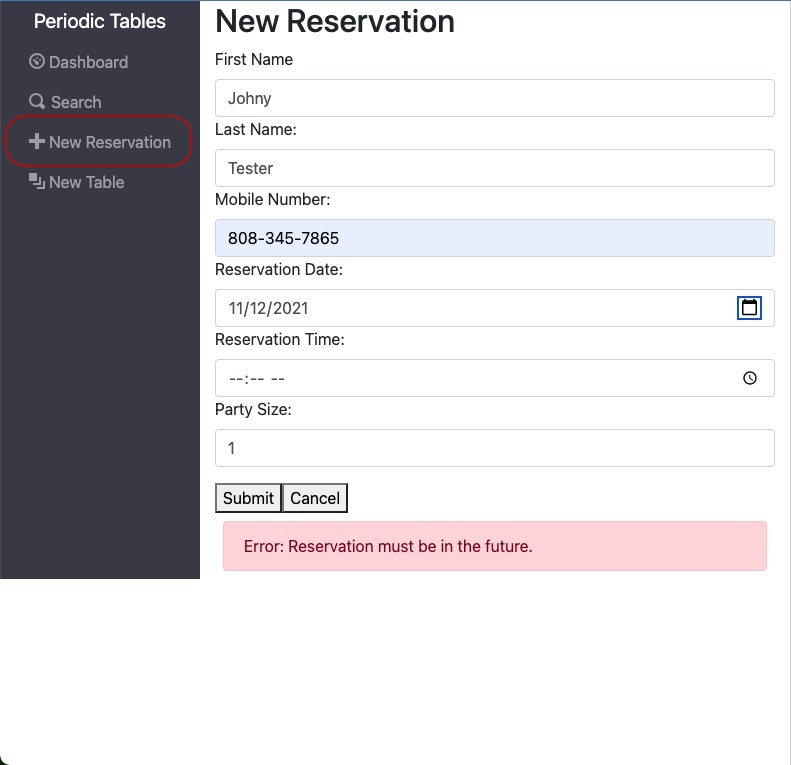 Periodic Tables
Dashboard
Search
New Reservation
New Table
New Reservation
First Name
Johny
Last Name:
Tester
Mobile Number:
808-345-7865
Reservation Date:
11/12/2021
Reservation Time:
--:-- --
Party Size:
1
Submit Cancel
Error: Reservation must be in the future.